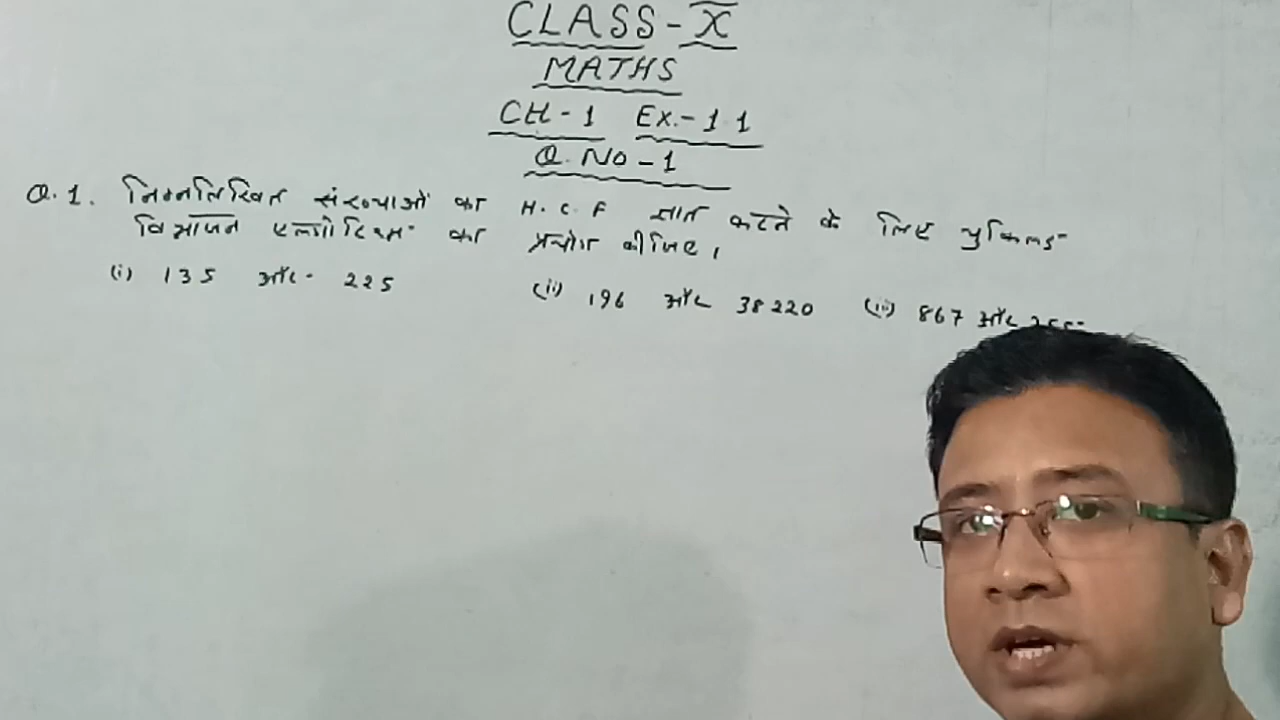 CLASS-X
MATHS
CH-1 Ex.-1.1
Q. No-1
Q.1. निम्नलिखित संख्याओं का H.C.F ज्ञात करने के लिए युक्लिड
विभाजन एल्गोरिथ्म का प्रयोग कीजिए।
(i) 135 और 225 (ii) 196 और 38220 (iii) 867 और